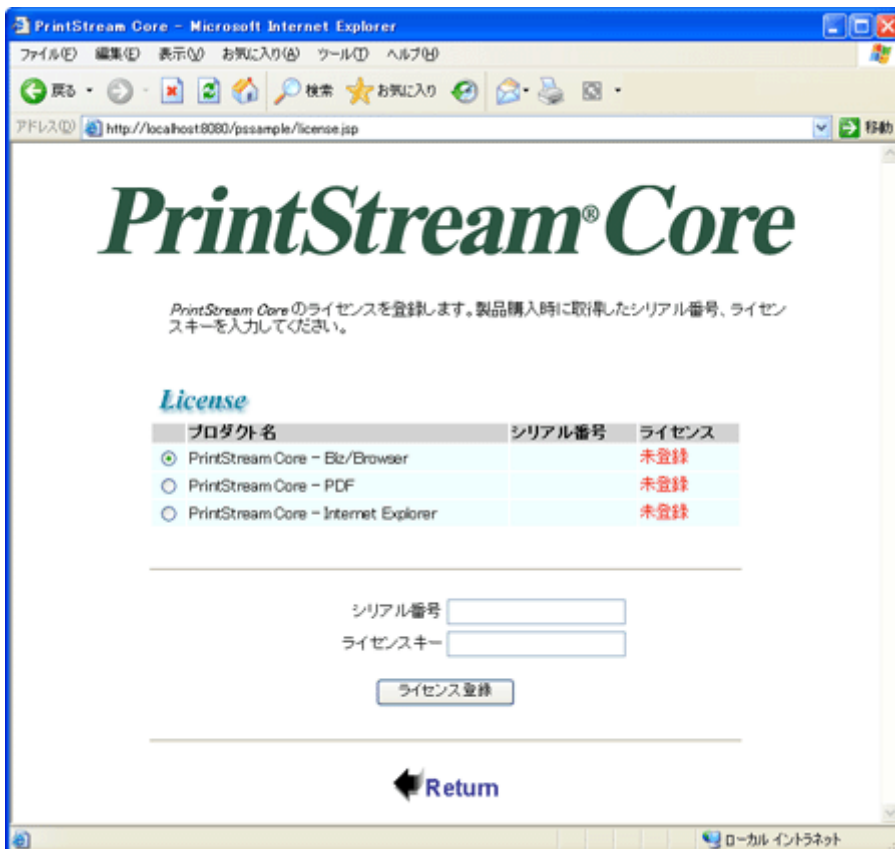 PrintStream Core - Microsoft Internet Explorer
ファイル(F) 編集(E) 表示(V) お気に入り(A) ツール(T) ヘルプ(H)
戻る 検索 お気に入り
アドレス(D) http://localhost:8080/pssample/license.jsp 移動
PrintStream®Core
PrintStream Coreのライセンスを登録します。製品購入時に取得したシリアル番号、ライセン
スキーを入力してください。
License
プロダクト名 シリアル番号 ライセンス
PrintStream Core - Biz/Browser 未登録
PrintStream Core - PDF 未登録
PrintStream Core - Internet Explorer 未登録
シリアル番号
ライセンスキー
ライセンス登録
Return
ローカル イントラネット